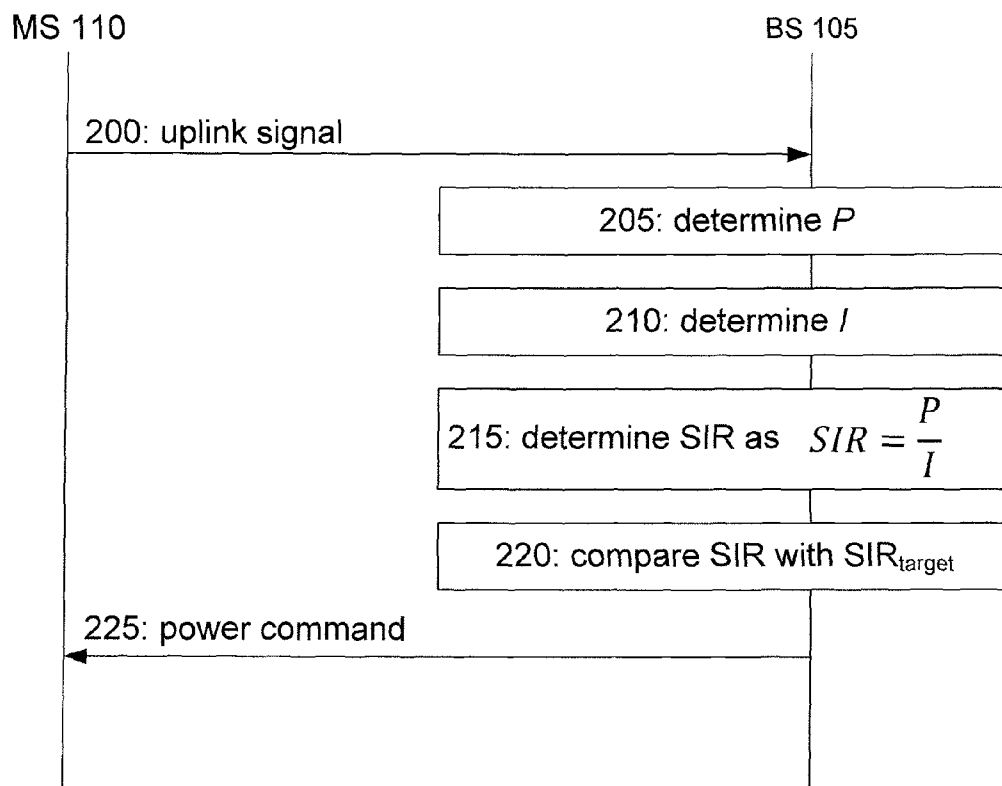 MS 110
BS 105
200: uplink signal
205: determine P
210: determine I
215: determine SIR as SIR = P/I
220: compare SIR with SIRtarget
225: power command